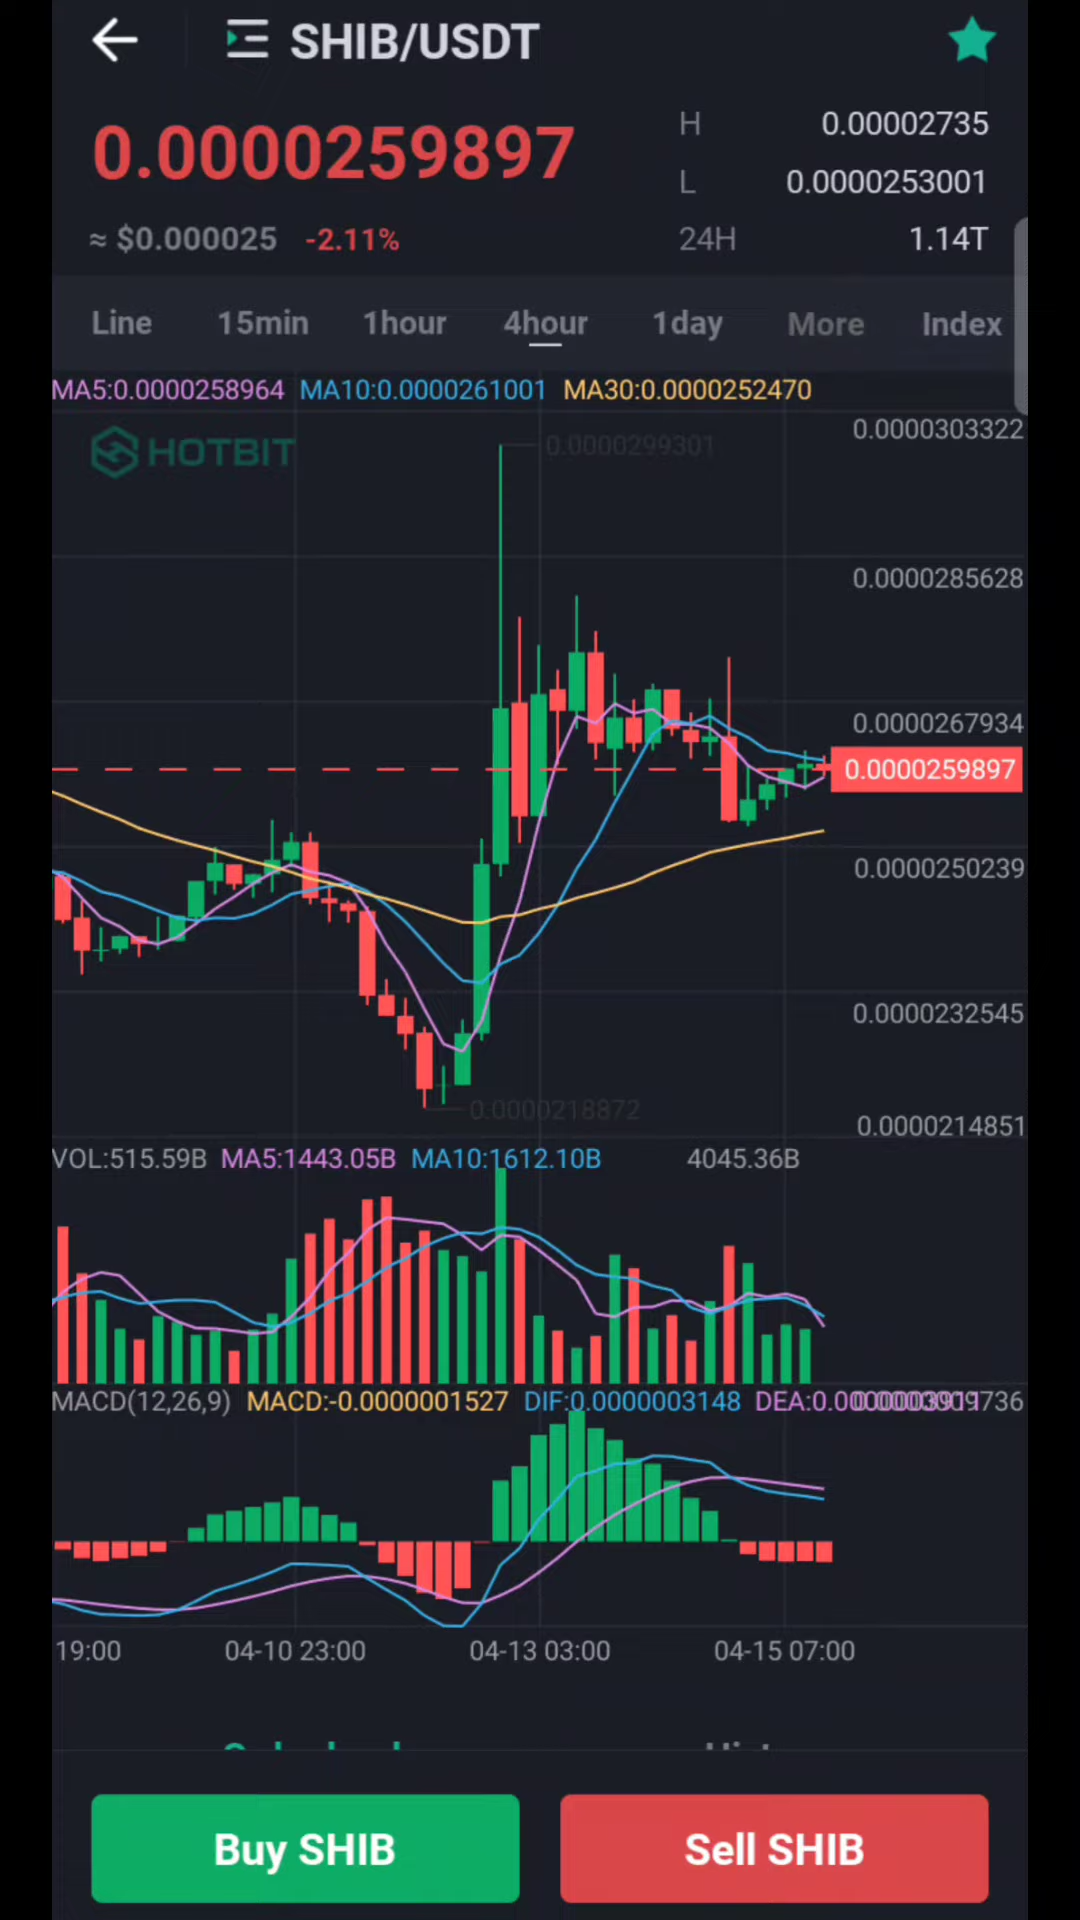 SHIB/USDT
0.0000259897
H 0.00002735
L 0.0000253001
≈ $0.000025 -2.11%
24H 1.14T
Line 15min 1hour 4hour 1day More Index
MA5:0.0000258964 MA10:0.0000261001 MA30:0.0000252470
0.0000303322
HOTBIT
0.0000299301
0.0000285628
0.0000267934
0.0000259897
0.0000250239
0.0000232545
0.0000218872
0.0000214851
VOL:515.59B MA5:1443.05B MA10:1612.10B 4045.36B
MACD(12,26,9) MACD:-0.0000001527 DIF:0.0000003148
19:00 04-10 23:00 04-13 03:00 04-15 07:00
Buy SHIB Sell SHIB